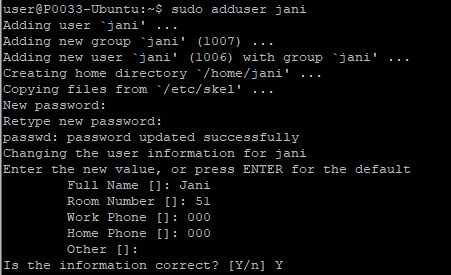 user@P0033-Ubuntu:~$ sudo adduser jani
Adding user `jani' ...
Adding new group `jani' (1007) ...
Adding new user `jani' (1006) with group `jani' ...
Creating home directory `/home/jani' ...
Copying files from `/etc/skel' ...
New password:
Retype new password:
passwd: password updated successfully
Changing the user information for jani
Enter the new value, or press ENTER for the default
        Full Name []: Jani
        Room Number []: 51
        Work Phone []: 000
        Home Phone []: 000
        Other []:
Is the information correct? [Y/n] Y